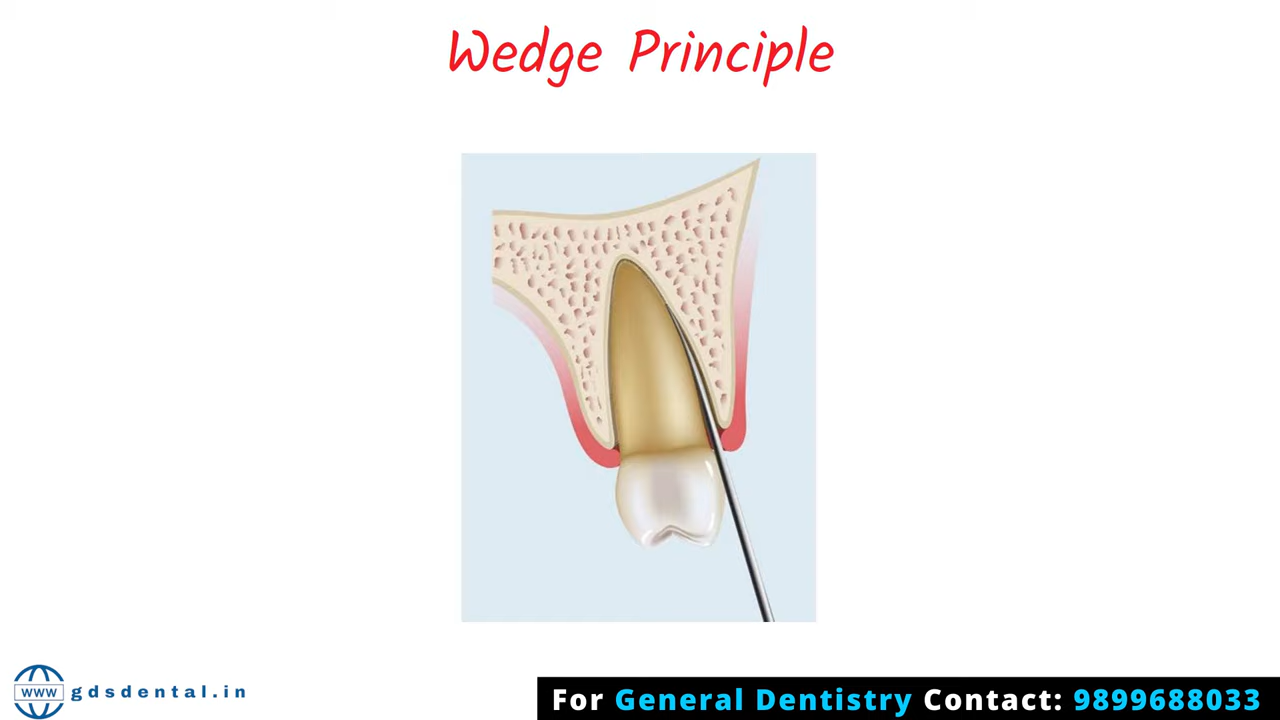 Wedge Principle
www gdsdental.in
For General Dentistry Contact: 9899688033